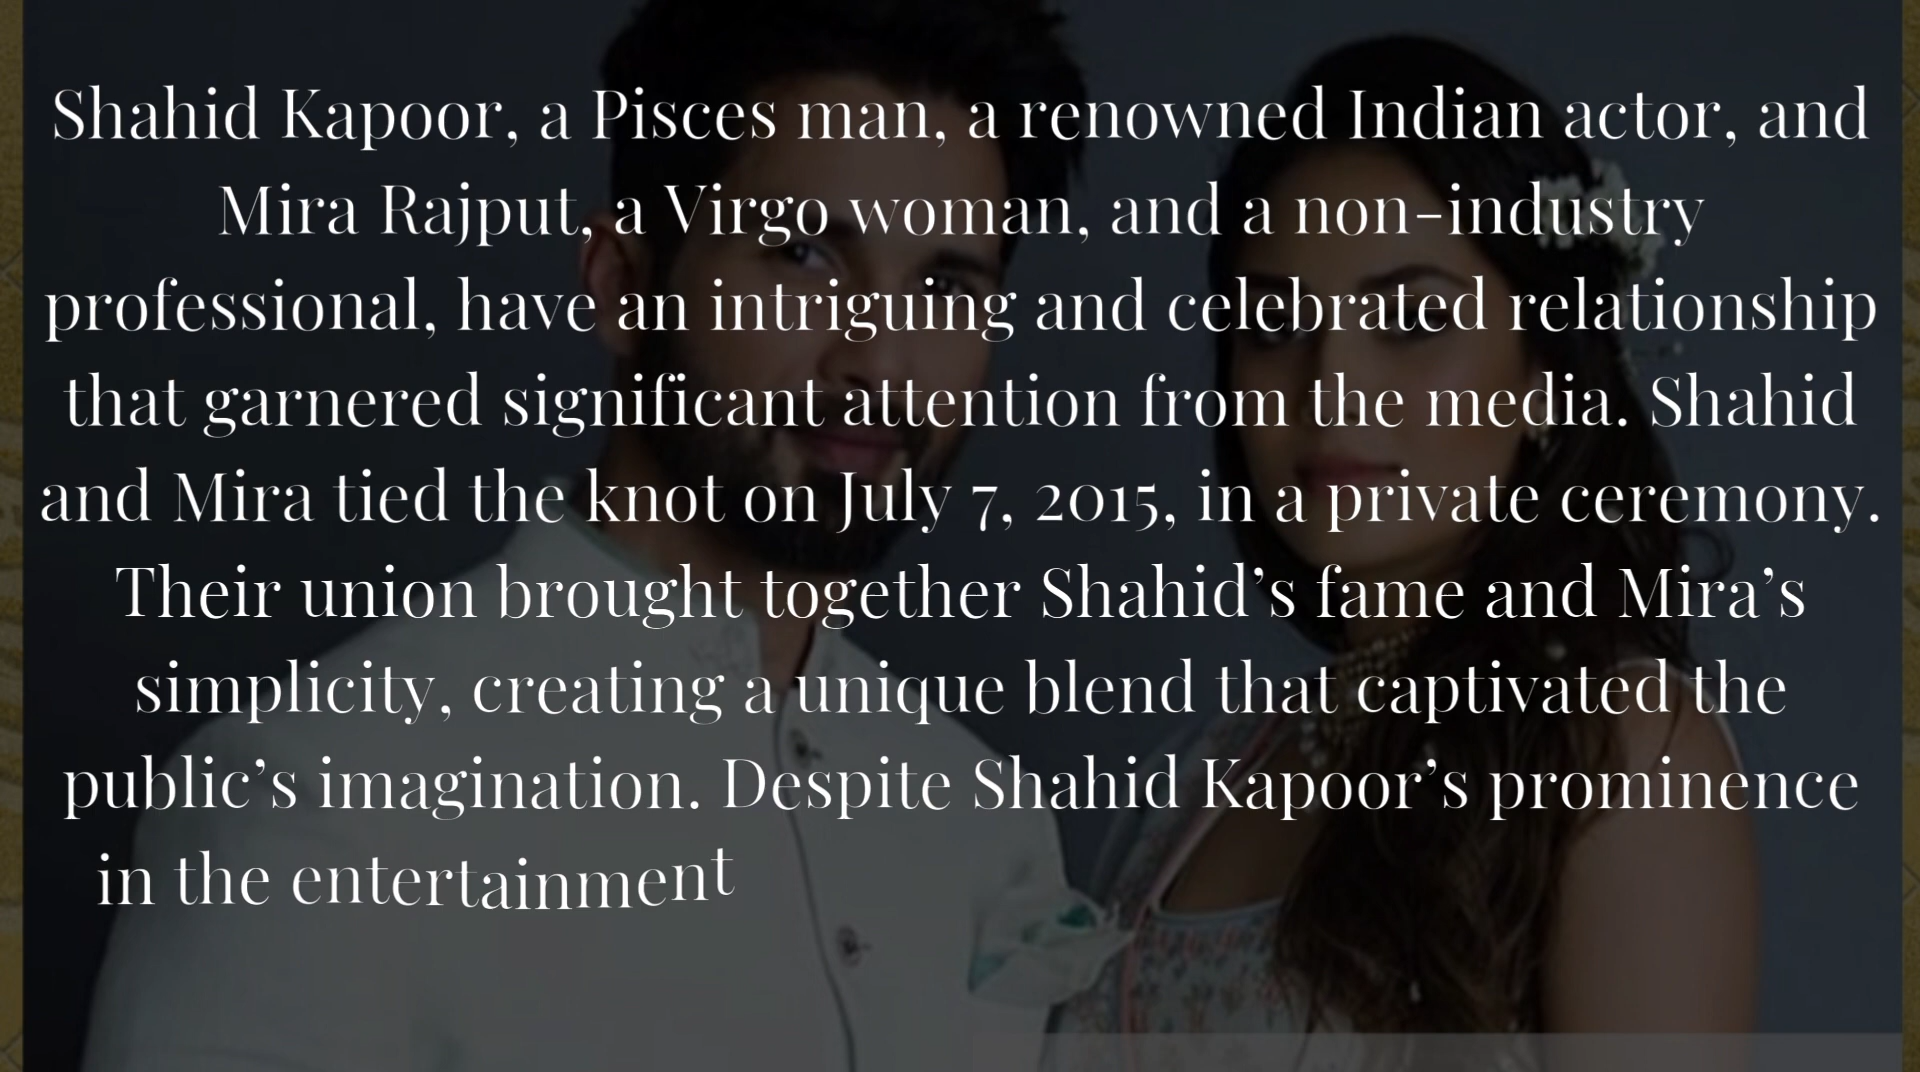 Shahid Kapoor, a Pisces man, a renowned Indian actor, and
Mira Rajput, a Virgo woman, and a non-industry
professional, have an intriguing and celebrated relationship
that garnered significant attention from the media. Shahid
and Mira tied the knot on July 7, 2015, in a private ceremony.
Their union brought together Shahid’s fame and Mira’s
simplicity, creating a unique blend that captivated the
public’s imagination. Despite Shahid Kapoor’s prominence
in the entertainment